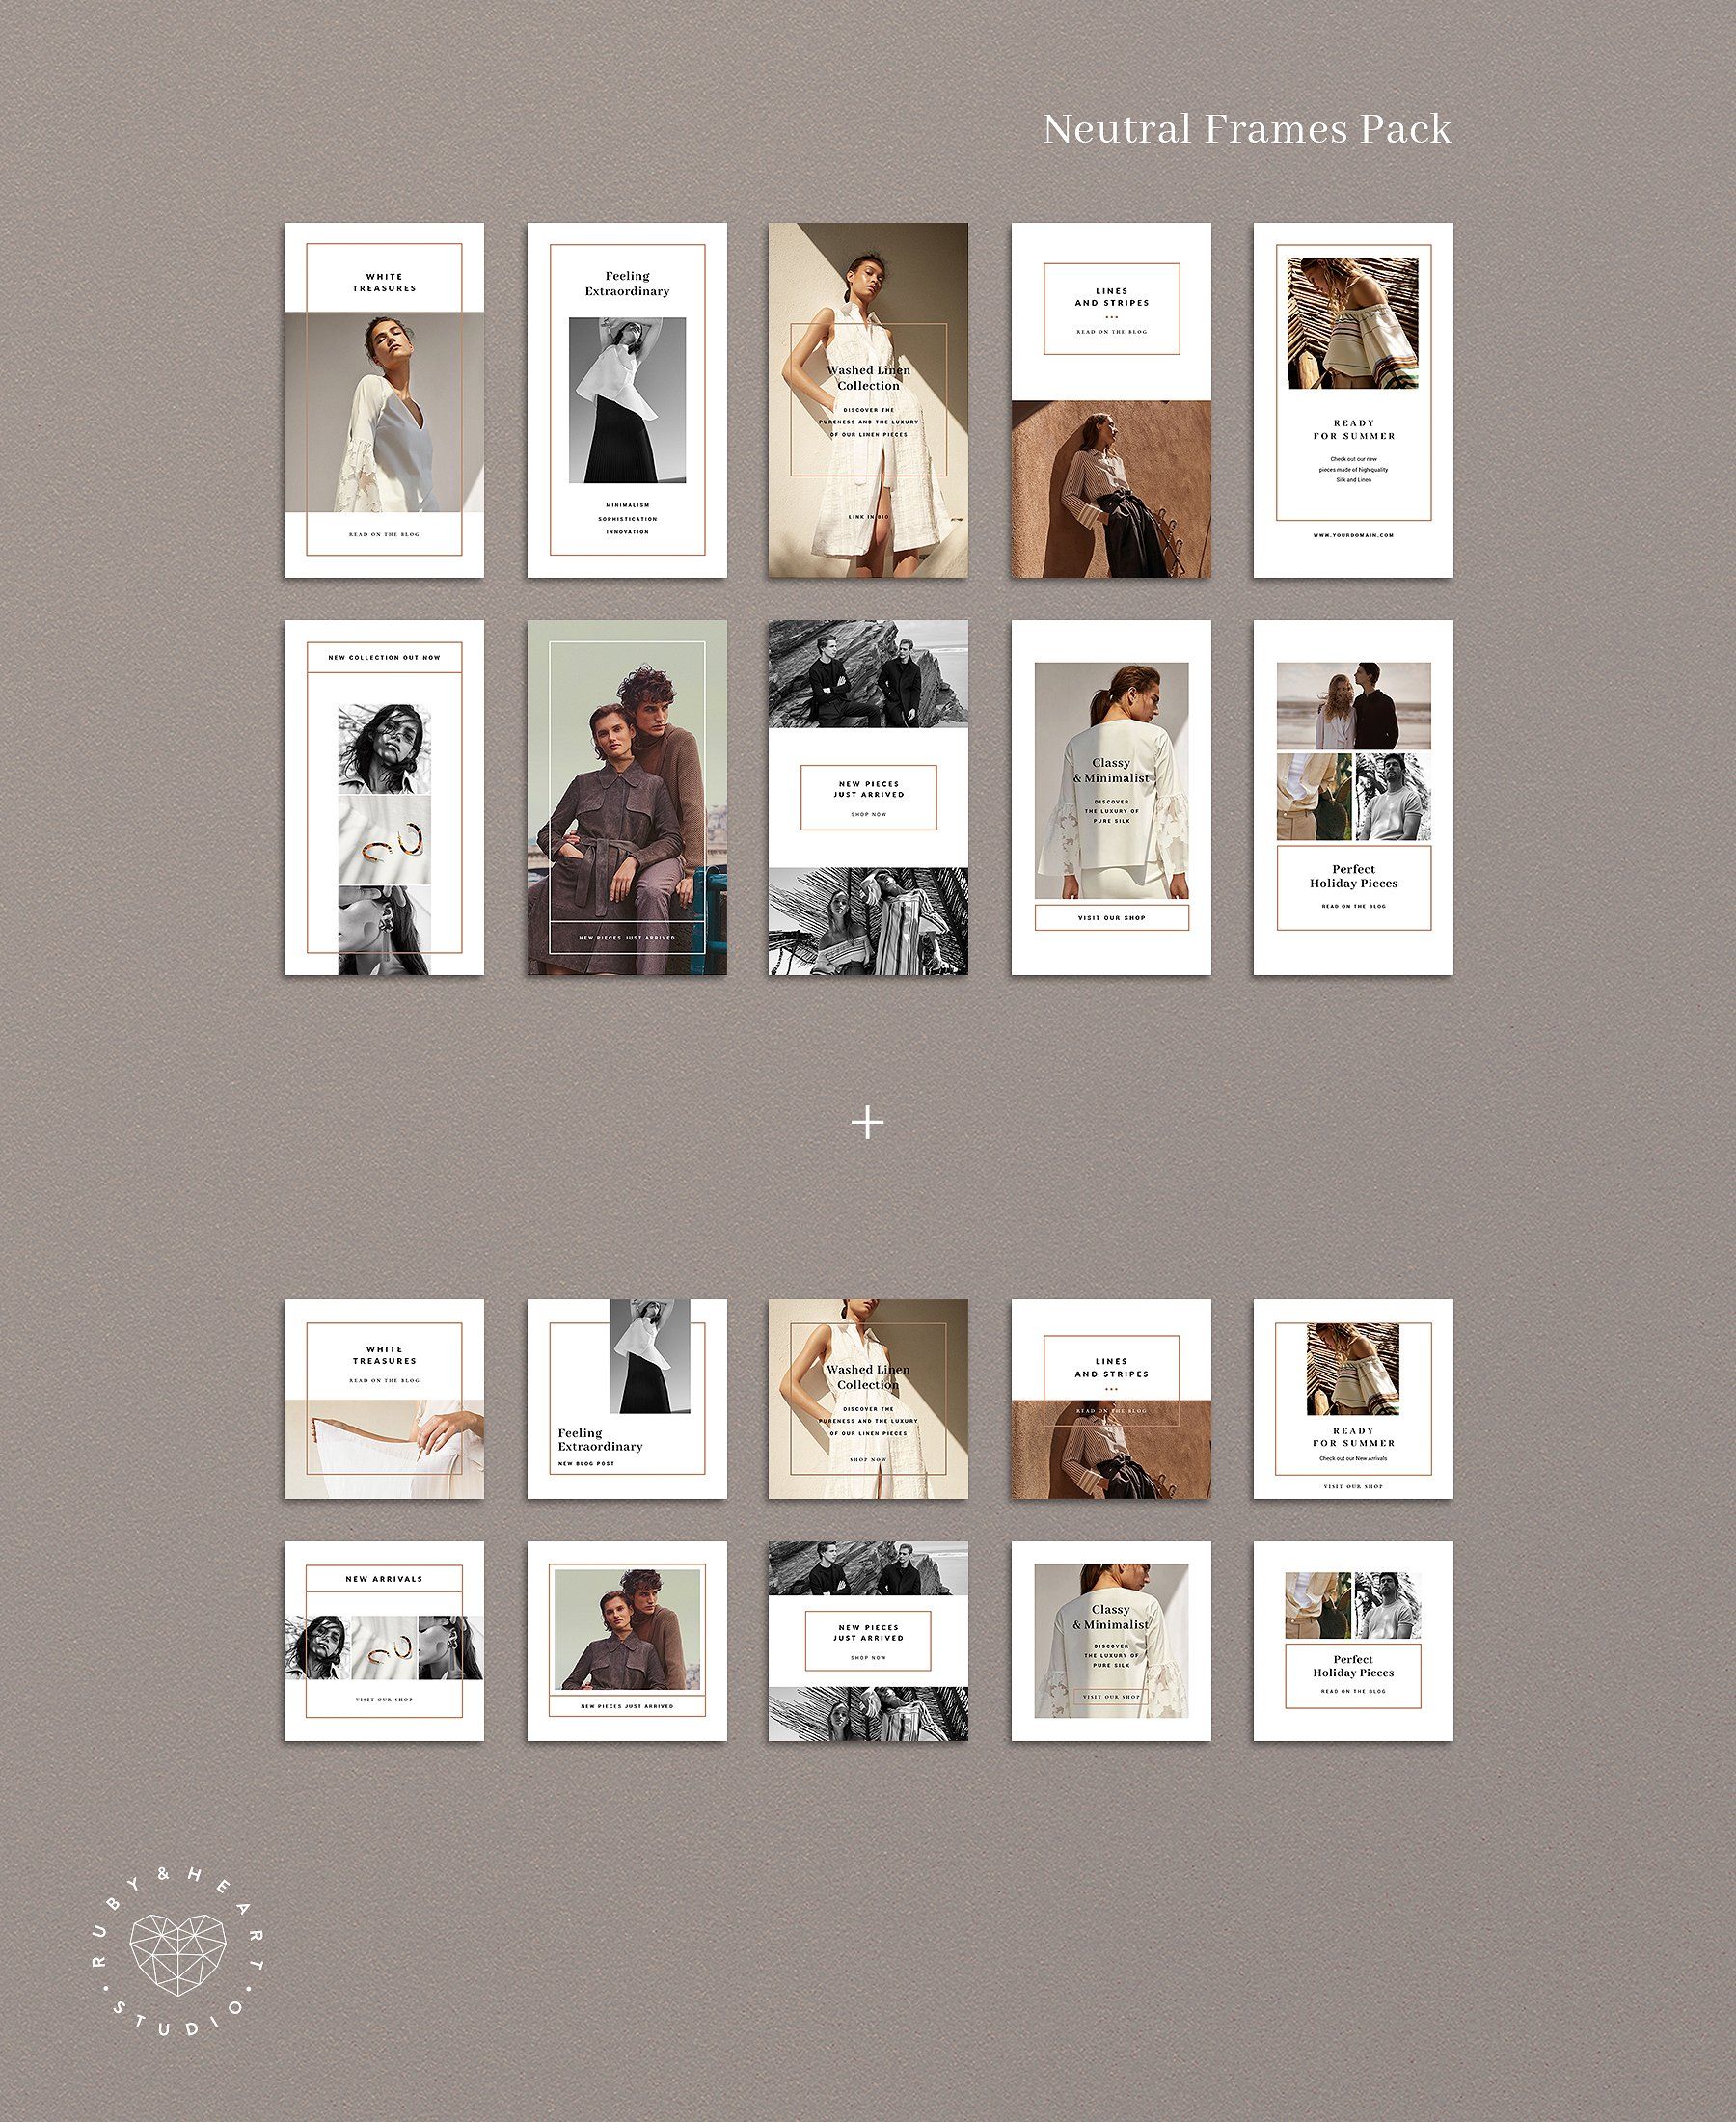 Neutral Frames Pack
WHITE
TREASURES
READ ON THE BLOG
Feeling
Extraordinary
MINIMALISM
SOPHISTICATION
INNOVATION
Washed Linen
Collection
DISCOVER THE
PURENESS AND THE LUXURY
OF OUR LINEN PIECES
LINK IN BIO
LINES
AND STRIPES
READ ON THE BLOG
READY
FOR SUMMER
Check out our new
pieces made of high-quality
Silk and Linen
WWW.YOURDOMAIN.COM
NEW COLLECTION OUT NOW
NEW PIECES JUST ARRIVED
NEW PIECES
JUST ARRIVED
SHOP NOW
Classy
& Minimalist
DISCOVER
THE LUXURY OF
PURE SILK
VISIT OUR SHOP
Perfect
Holiday Pieces
READ ON THE BLOG
+
WHITE
TREASURES
READ ON THE BLOG
Feeling
Extraordinary
NEW BLOG POST
Washed Linen
Collection
DISCOVER THE
PURENESS AND THE LUXURY
OF OUR LINEN PIECES
SHOP NOW
LINES
AND STRIPES
READ ON THE BLOG
READY
FOR SUMMER
Check out our New Arrivals
VISIT OUR SHOP
NEW ARRIVALS
VISIT OUR SHOP
NEW PIECES JUST ARRIVED
NEW PIECES
JUST ARRIVED
SHOP NOW
Classy
& Minimalist
DISCOVER
THE LUXURY OF
PURE SILK
VISIT OUR SHOP
Perfect
Holiday Pieces
READ ON THE BLOG
RUBY & HEART
STUDIO